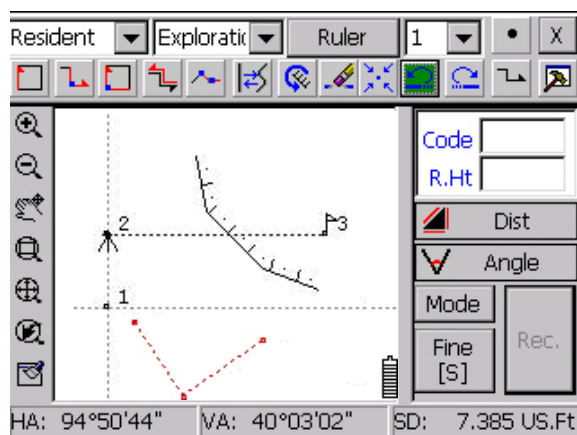 Resident Exploratic Ruler 1 X
Code
R.Ht
2
3
Dist
Angle
1
Mode
Rec.
Fine
[S]
HA: 94°50'44" VA: 40°03'02" SD: 7.385 US.Ft